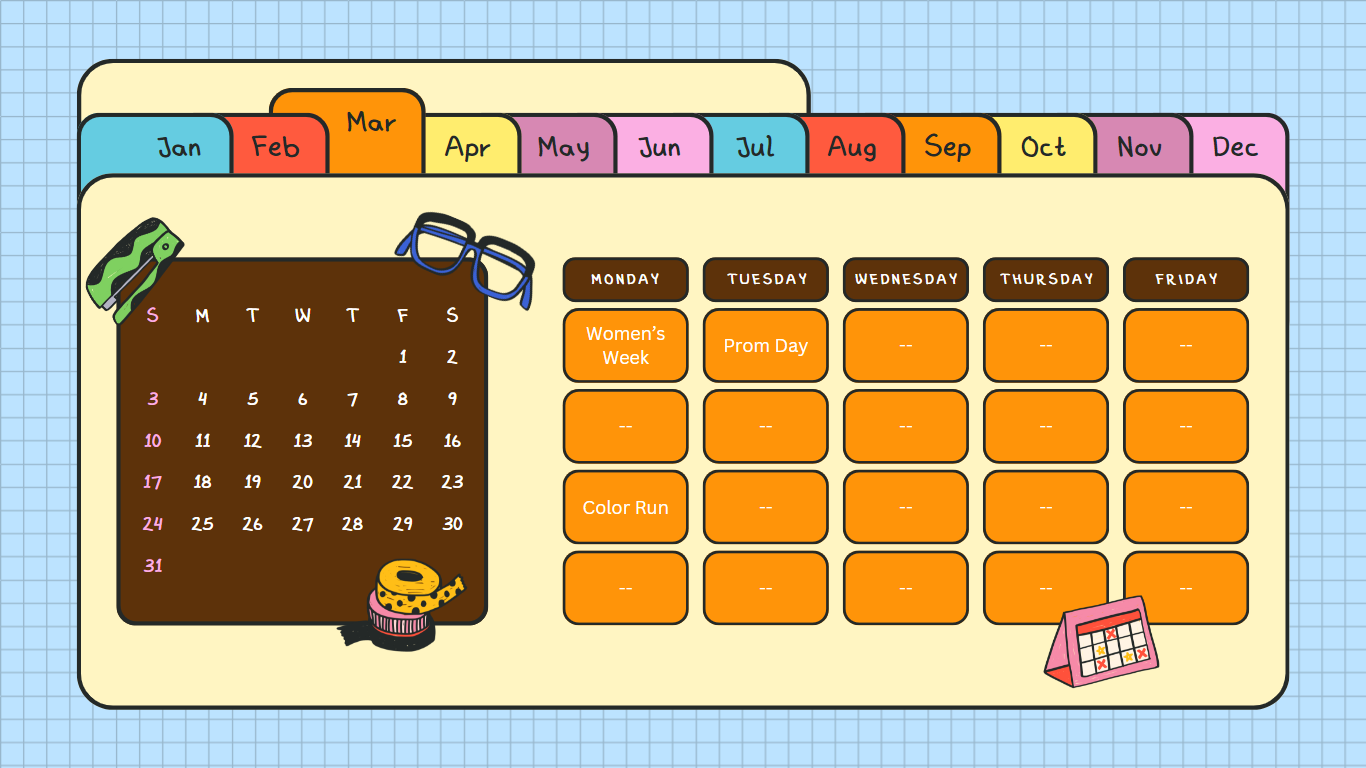 Jan Feb Mar Apr May Jun Jul Aug Sep Oct Nov Dec
S M T W T F S
1 2
3 4 5 6 7 8 9
10 11 12 13 14 15 16
17 18 19 20 21 22 23
24 25 26 27 28 29 30
31
MONDAY TUESDAY WEDNESDAY THURSDAY FRIDAY
Women's
Week
Prom Day -- -- --
-- -- -- -- --
Color Run -- -- -- --
-- -- -- -- --